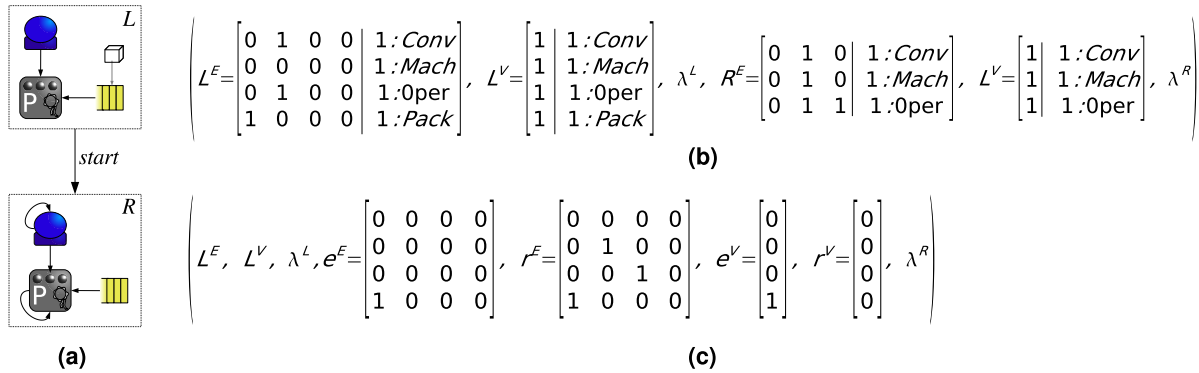 L
P
start
R
P
(a)
( L^E = [ 0 1 0 0 | 1:Conv
0 0 0 0 | 1:Mach
0 1 0 0 | 1:Oper
1 0 0 0 | 1:Pack ] , L^V = [ 1 | 1:Conv
1 | 1:Mach
1 | 1:Oper
1 | 1:Pack ] , λ^L, R^E = [ 0 1 0 | 1:Conv
0 1 0 | 1:Mach
0 1 1 | 1:Oper ] , L^V = [ 1 | 1:Conv
1 | 1:Mach
1 | 1:Oper ] , λ^R )
(b)
( L^E, L^V, λ^L, e^E = [ 0 0 0 0
0 0 0 0
0 0 0 0
1 0 0 0 ] , r^E = [ 0 0 0 0
0 1 0 0
0 0 1 0
1 0 0 0 ] , e^V = [ 0
0
0
1 ] , r^V = [ 0
0
0
0 ] , λ^R )
(c)